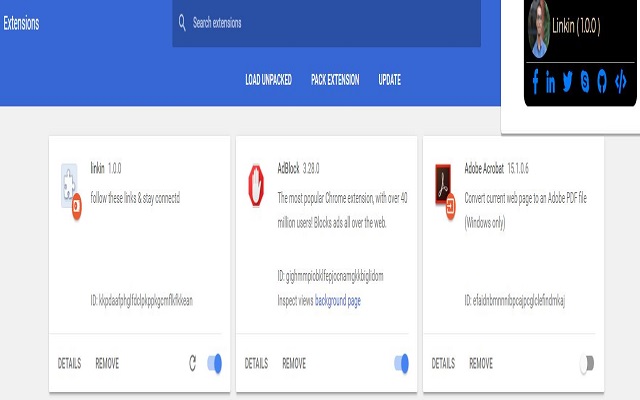 Extensions
Search extensions
Linkin ( 1.0.0 )
LOAD UNPACKED PACK EXTENSION UPDATE
linkin 1.0.0
follow these links & stay connectd
ID: kkpdaafphglfdolpkppkgcmflkfkkean
DETAILS REMOVE
AdBlock 3.28.0
The most popular Chrome extension, with over 40
million users! Blocks ads all over the web.
ID: gighmmpiobklfepjocnamgkkbiglidom
Inspect views background page
DETAILS REMOVE
Adobe Acrobat 15.1.0.6
Convert current web page to an Adobe PDF file
(Windows only)
ID: efaidnbmnnnibpcajpcglclefindmkaj
DETAILS REMOVE